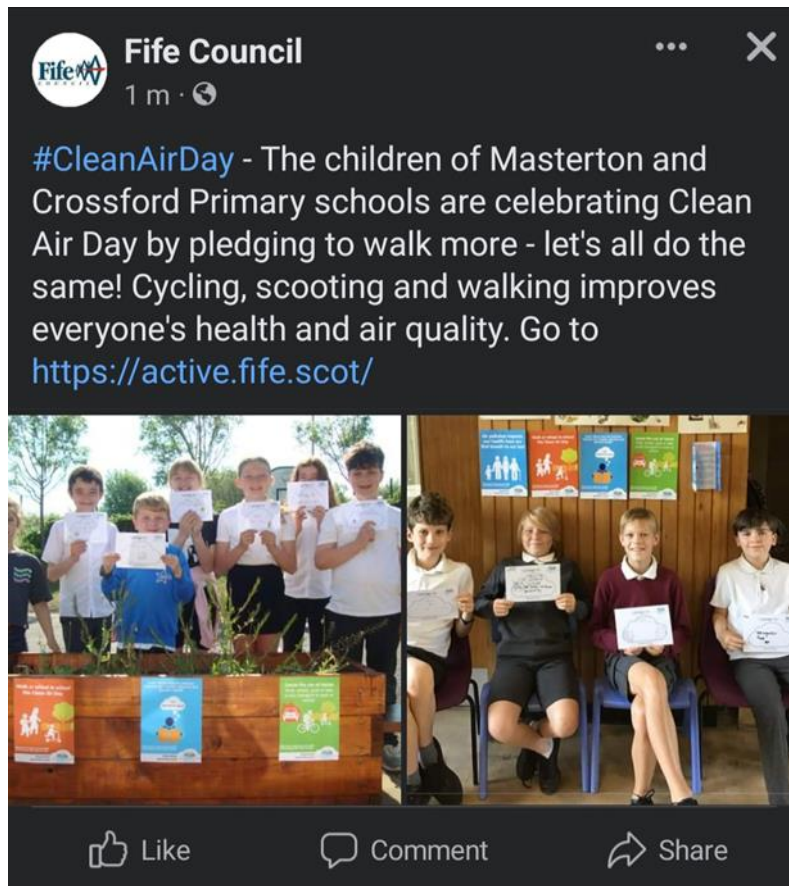 Fife
COUNCIL
Fife Council
1 m ·
#CleanAirDay - The children of Masterton and
Crossford Primary schools are celebrating Clean
Air Day by pledging to walk more - let's all do the
same! Cycling, scooting and walking improves
everyone's health and air quality. Go to
https://active.fife.scot/
Like
Comment
Share